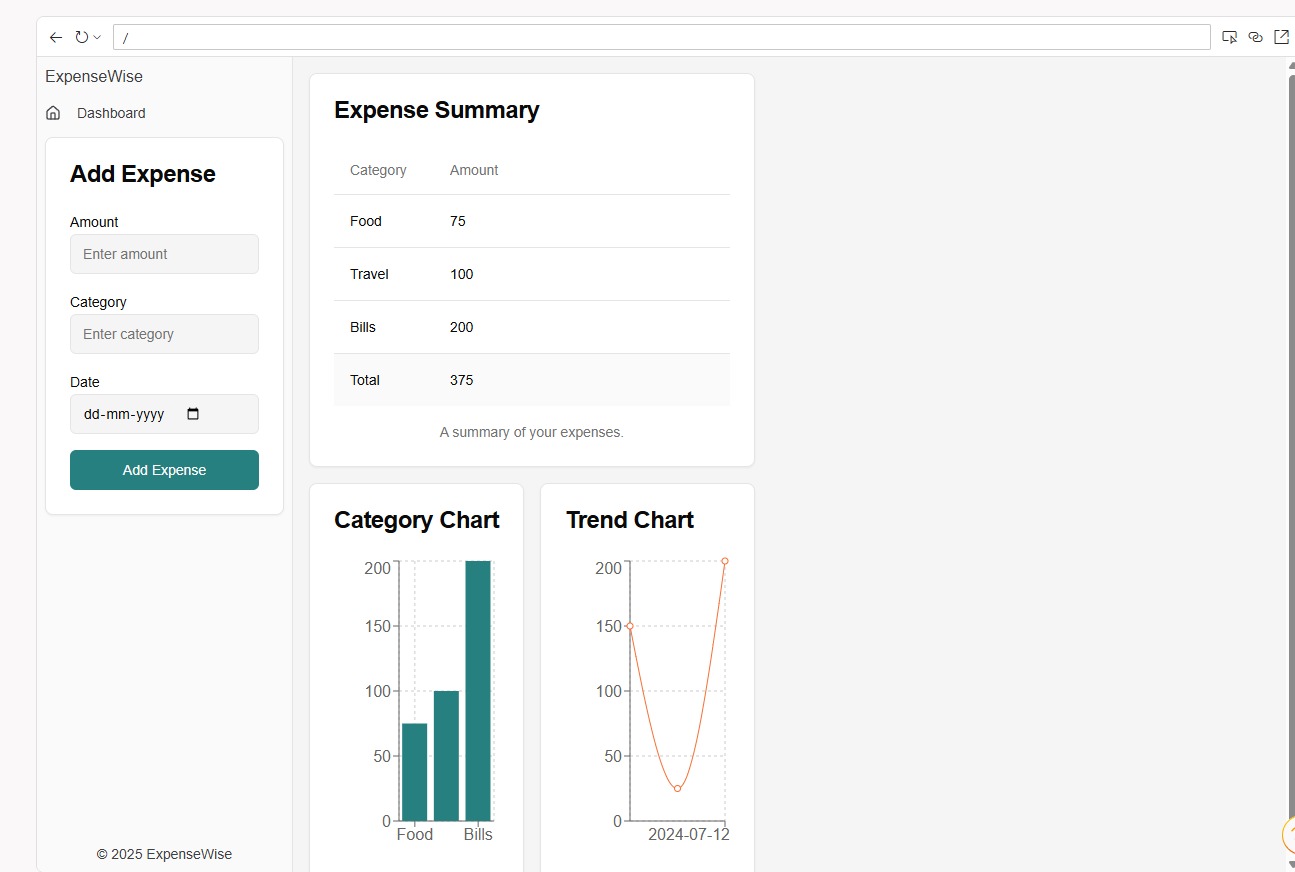 /
ExpenseWise
Dashboard
Add Expense
Amount
Enter amount
Category
Enter category
Date
dd-mm-yyyy
Add Expense
© 2025 ExpenseWise
Expense Summary
Category Amount
Food 75
Travel 100
Bills 200
Total 375
A summary of your expenses.
Category Chart
200
150
100
50
0
Food Bills
Trend Chart
200
150
100
50
0
2024-07-12